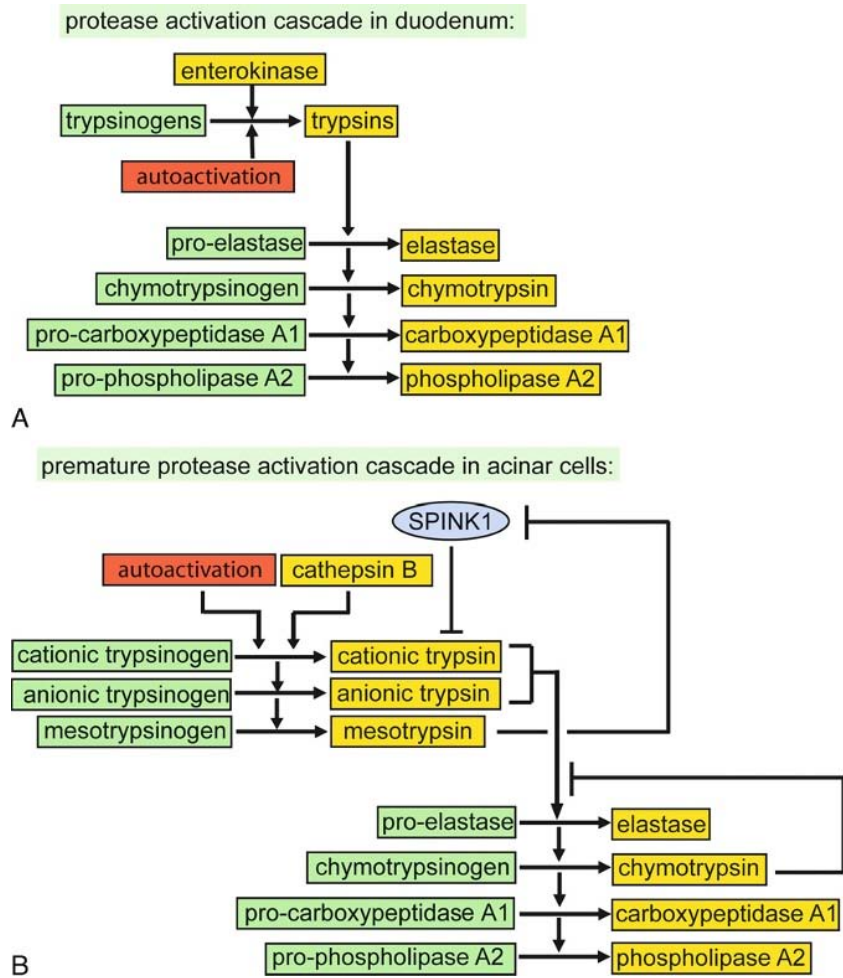 protease activation cascade in duodenum:
enterokinase
trypsinogens
trypsins
autoactivation
pro-elastase
elastase
chymotrypsinogen
chymotrypsin
pro-carboxypeptidase A1
carboxypeptidase A1
pro-phospholipase A2
phospholipase A2
A
premature protease activation cascade in acinar cells:
SPINK1
autoactivation
cathepsin B
cationic trypsinogen
cationic trypsin
anionic trypsinogen
anionic trypsin
mesotrypsinogen
mesotrypsin
pro-elastase
elastase
chymotrypsinogen
chymotrypsin
pro-carboxypeptidase A1
carboxypeptidase A1
pro-phospholipase A2
phospholipase A2
B